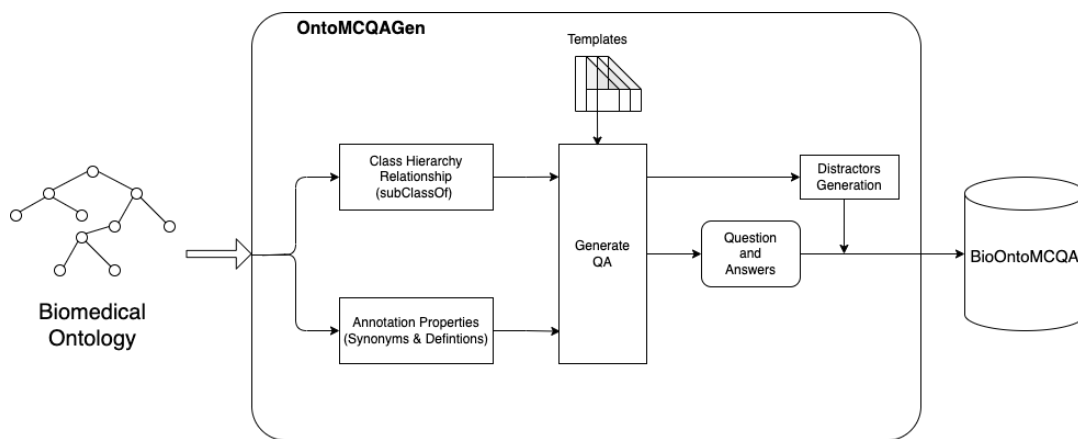 OntoMCQAGen
Templates
Class Hierarchy
Relationship
(subClassOf)
Distractors
Generation
Generate
QA
Question
and
Answers
BioOntoMCQA
Biomedical
Ontology
Annotation Properties
(Synonyms & Defintions)